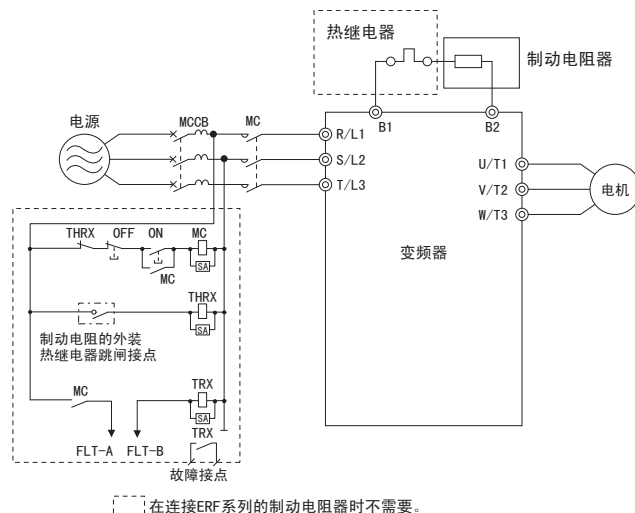 热继电器
制动电阻器
电源
MCCB
MC
B1
B2
R/L1
S/L2
T/L3
U/T1
V/T2
W/T3
电机
变频器
THRX
OFF
ON
MC
SA
MC
THRX
SA
制动电阻的外装
热继电器跳闸接点
MC
TRX
SA
FLT-A
FLT-B
TRX
故障接点
在连接ERF系列的制动电阻器时不需要。